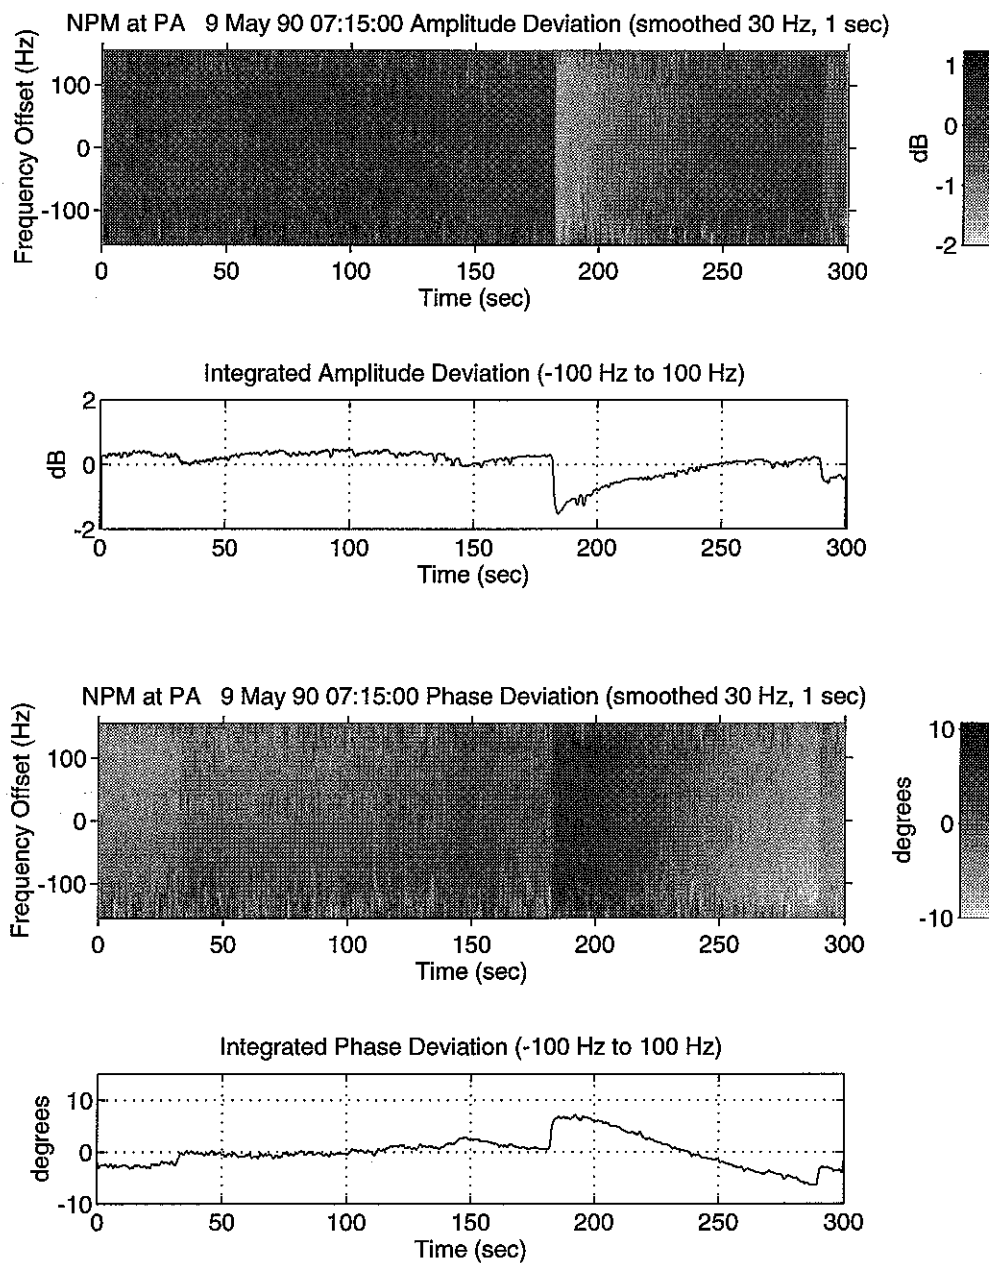 NPM at PA 9 May 90 07:15:00 Amplitude Deviation (smoothed 30 Hz, 1 sec)
Frequency Offset (Hz)
100
0
-100
0 50 100 150 200 250 300
Time (sec)
dB
1
0
-1
-2
Integrated Amplitude Deviation (-100 Hz to 100 Hz)
dB
2
0
-2
0 50 100 150 200 250 300
Time (sec)
NPM at PA 9 May 90 07:15:00 Phase Deviation (smoothed 30 Hz, 1 sec)
Frequency Offset (Hz)
100
0
-100
0 50 100 150 200 250 300
Time (sec)
degrees
10
0
-10
Integrated Phase Deviation (-100 Hz to 100 Hz)
degrees
10
0
-10
0 50 100 150 200 250 300
Time (sec)